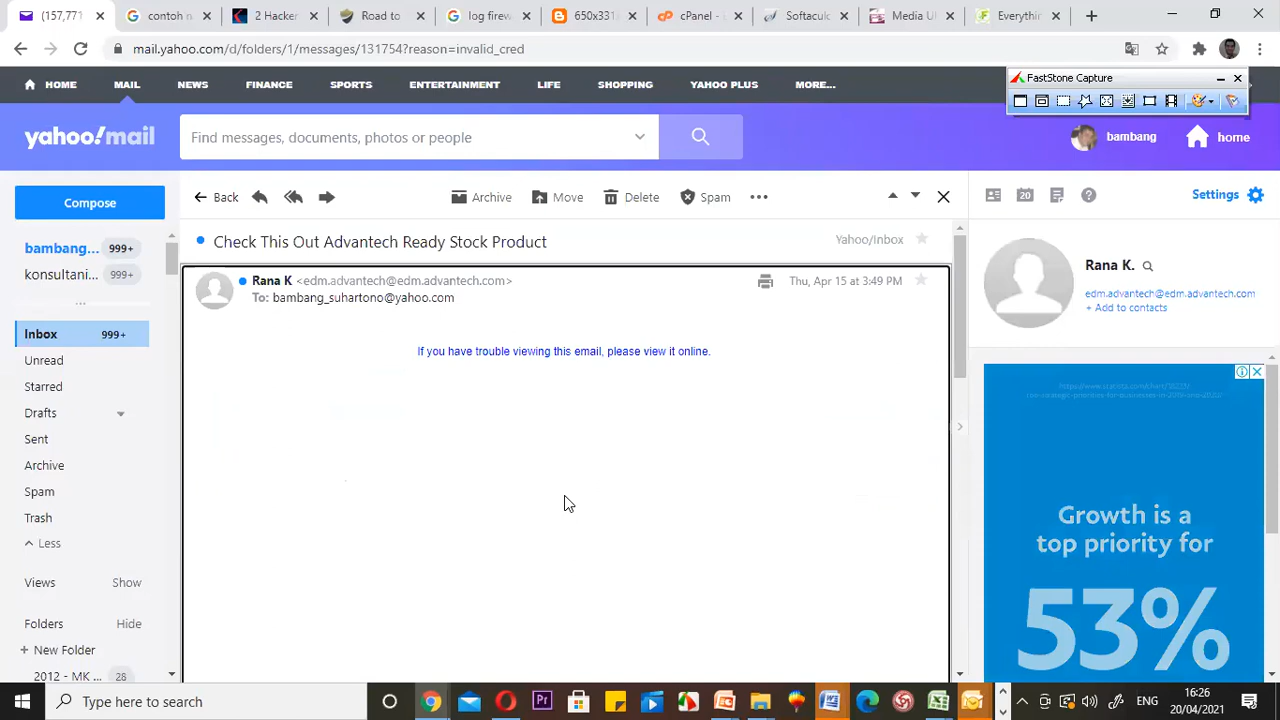 (157,771
contoh n
2 Hacker
Road to
log firew
650x331
cPanel -
Softacul
Media L
Everythin
mail.yahoo.com/d/folders/1/messages/131754?reason=invalid_cred
FastStone Capture
HOME MAIL NEWS FINANCE SPORTS ENTERTAINMENT LIFE SHOPPING YAHOO PLUS MORE...
yahoo!mail
Find messages, documents, photos or people
bambang
home
Compose
Back
Archive
Move
Delete
Spam
Settings
20
bambang... 999+
konsultani... 999+
Check This Out Advantech Ready Stock Product
Yahoo/Inbox
Rana K <edm.advantech@edm.advantech.com>
Thu, Apr 15 at 3:49 PM
To: bambang_suhartono@yahoo.com
If you have trouble viewing this email, please view it online.
Rana K.
edm.advantech@edm.advantech.com
+ Add to contacts
Inbox 999+
Unread
Starred
Drafts
Sent
Archive
Spam
Trash
Less
Views Show
Folders Hide
+ New Folder
2012 - MK ... 28
Growth is a
top priority for
53%
Type here to search
ENG
16:26
20/04/2021